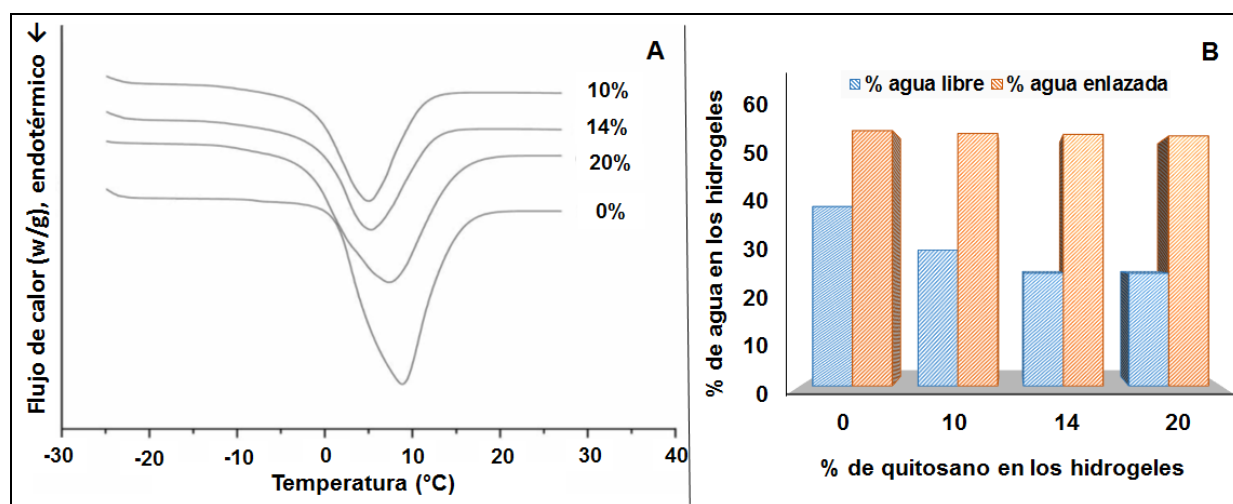 A
Flujo de calor (w/g), endotérmico ↓
10%
14%
20%
0%
-30 -20 -10 0 10 20 30 40
Temperatura (°C)
B
% agua libre % agua enlazada
% de agua en los hidrogeles
60
50
40
30
20
10
0
0 10 14 20
% de quitosano en los hidrogeles